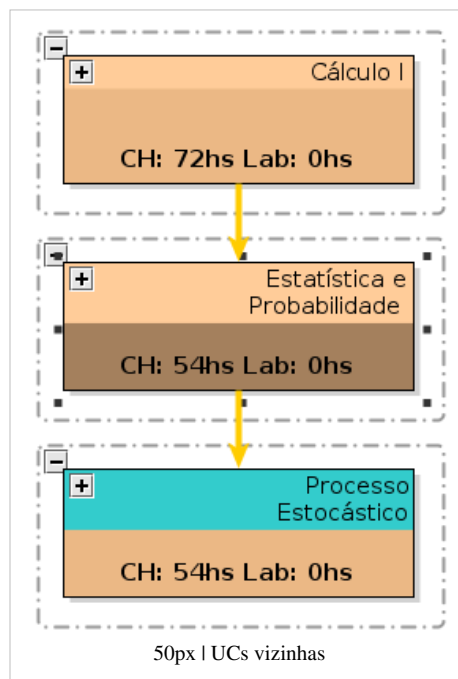 Cálculo I
CH: 72hs Lab: 0hs
Estatística e
Probabilidade
CH: 54hs Lab: 0hs
Processo
Estocástico
CH: 54hs Lab: 0hs
50px | UCs vizinhas